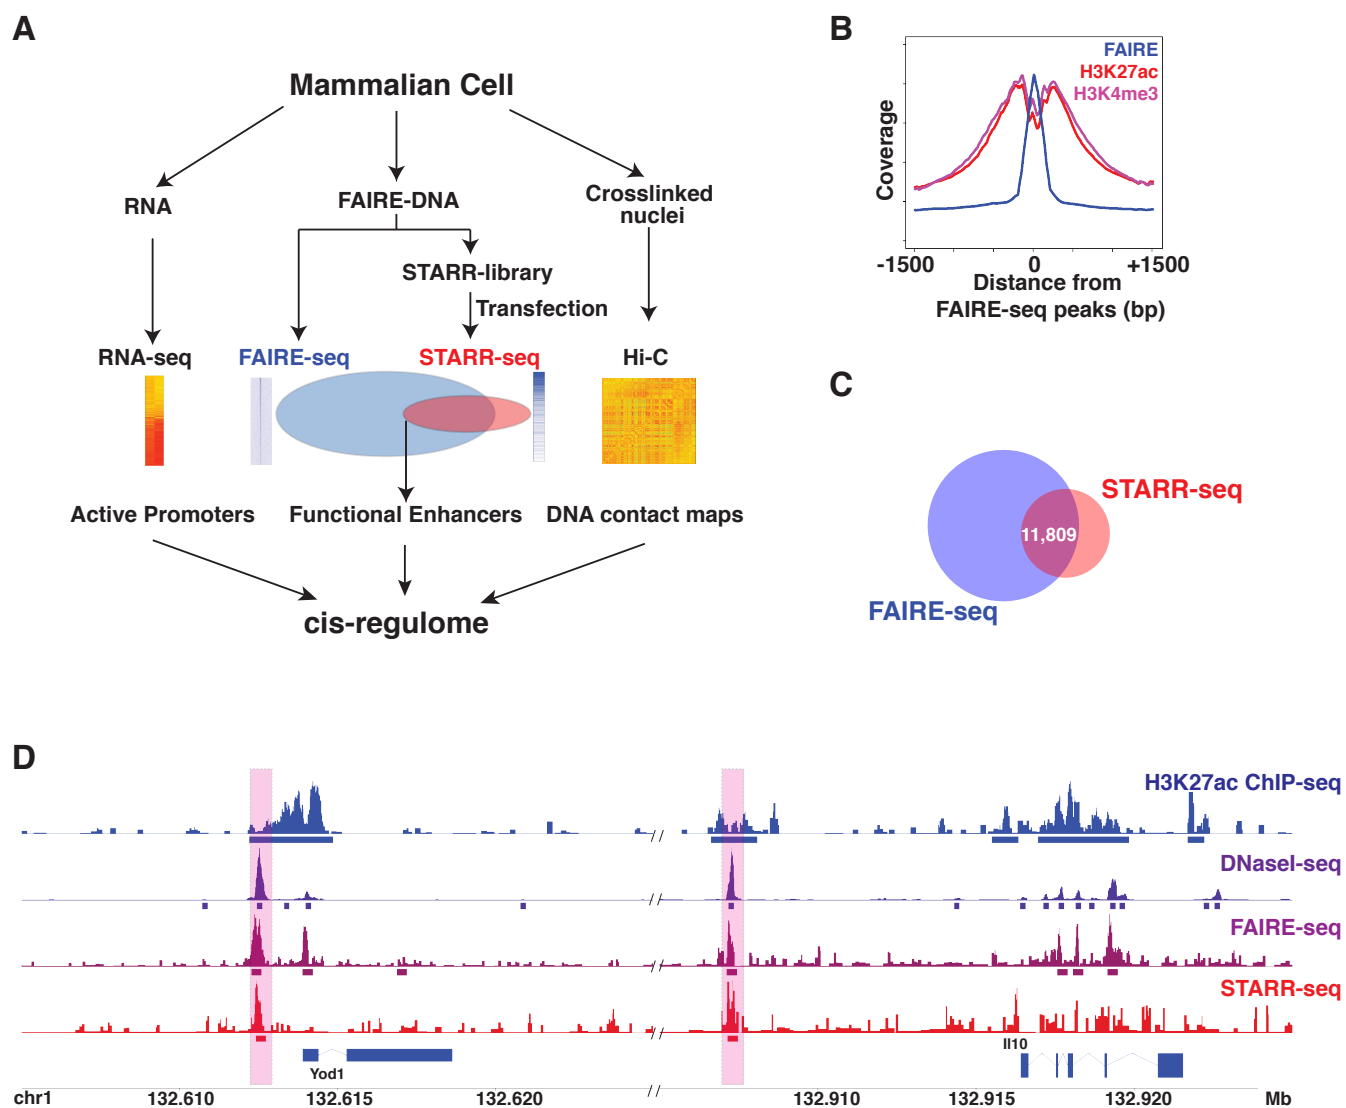 A
Mammalian Cell
RNA
FAIRE-DNA
Crosslinked
nuclei
STARR-library
Transfection
RNA-seq
FAIRE-seq
STARR-seq
Hi-C
Active Promoters
Functional Enhancers
DNA contact maps
cis-regulome
B
FAIRE
H3K27ac
H3K4me3
Coverage
-1500
0
+1500
Distance from
FAIRE-seq peaks (bp)
C
STARR-seq
11,809
FAIRE-seq
D
H3K27ac ChIP-seq
DNaseI-seq
FAIRE-seq
STARR-seq
Il10
Yod1
chr1 132.610 132.615 132.620 // 132.910 132.915 132.920 Mb